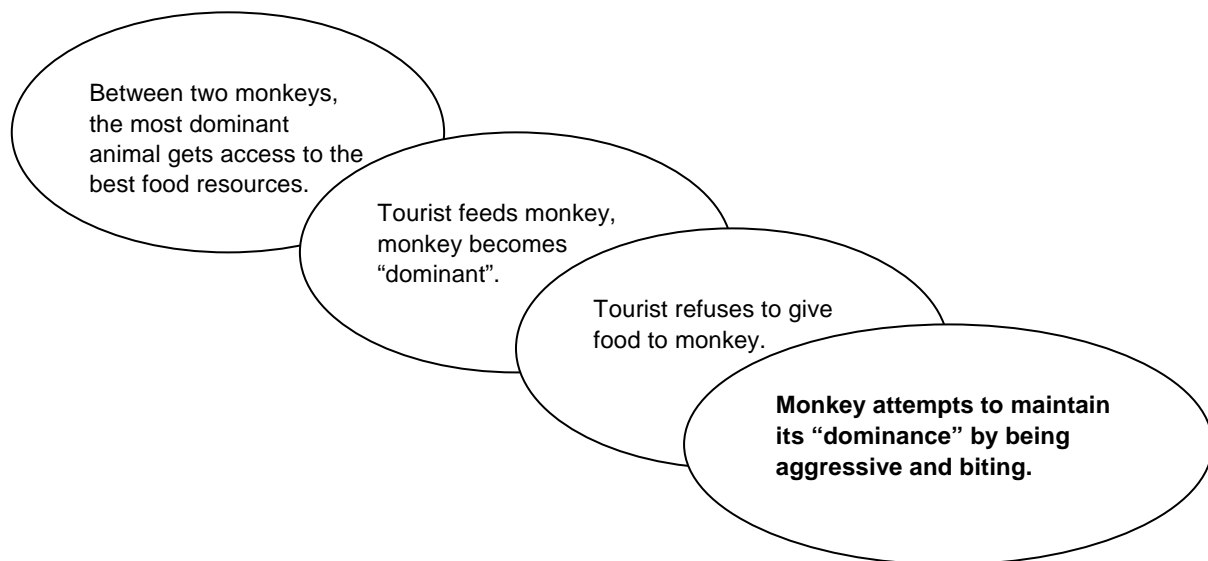 Between two monkeys,
the most dominant
animal gets access to the
best food resources.
Tourist feeds monkey,
monkey becomes
“dominant”.
Tourist refuses to give
food to monkey.
Monkey attempts to maintain
its “dominance” by being
aggressive and biting.